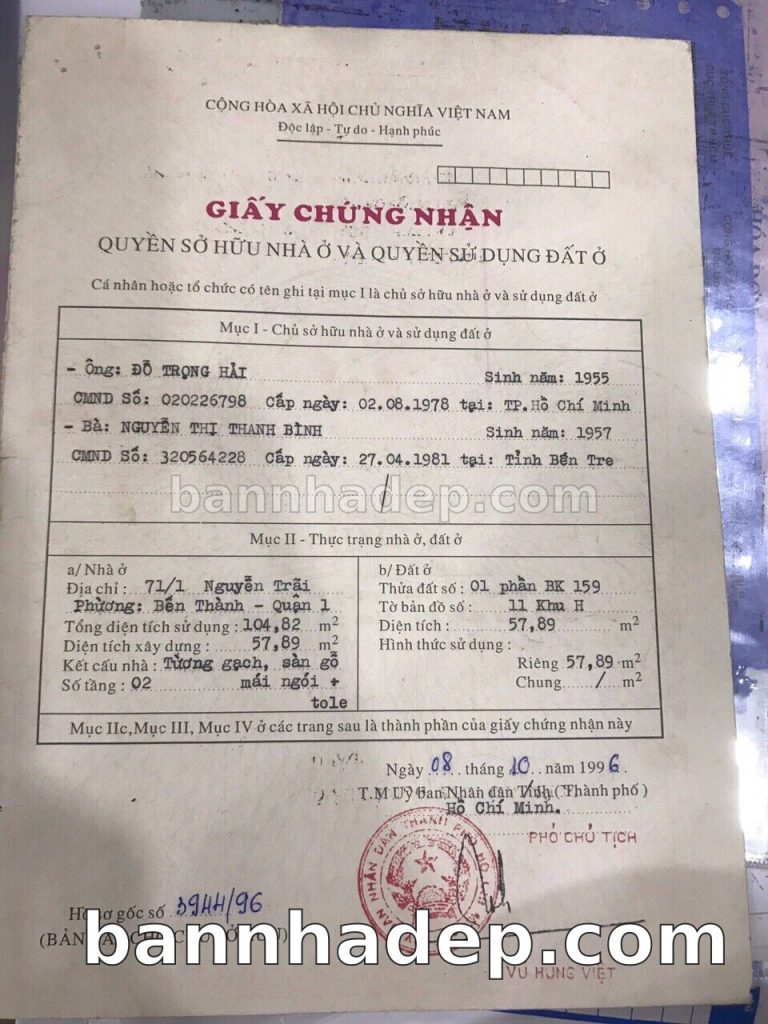 CỘNG HÒA XÃ HỘI CHỦ NGHĨA VIỆT NAM
Độc lập - Tự do - Hạnh phúc
GIẤY CHỨNG NHẬN
QUYỀN SỞ HỮU NHÀ Ở VÀ QUYỀN SỬ DỤNG ĐẤT Ở
Cá nhân hoặc tổ chức có tên ghi tại mục I là chủ sở hữu nhà ở và sử dụng đất ở
Mục I - Chủ sở hữu nhà ở và sử dụng đất ở
- Ông: ĐỖ TRỌNG HẢI Sinh năm: 1955
CMND Số: 020226798 Cấp ngày: 02.08.1978 tại: TP.Hồ Chí Minh
- Bà: NGUYỄN THỊ THANH BÌNH Sinh năm: 1957
CMND Số: 320564228 Cấp ngày: 27.04.1981 tại: Tỉnh Bến Tre
/
bannhadep.com
Mục II - Thực trạng nhà ở, đất ở
a/ Nhà ở
Địa chỉ : 71/1 Nguyễn Trãi
Phường: Bến Thành - Quận 1
Tổng diện tích sử dụng : 104,82 m2
Diện tích xây dựng : 57,89 m2
Kết cấu nhà : Tường gạch, sàn gỗ
Số tầng : 02 mái ngói +
tole
b/ Đất ở
Thửa đất số : 01 phần BK 159
Tờ bản đồ số : 11 Khu H
Diện tích : 57,89 m2
Hình thức sử dụng :
Riêng 57,89 m2
Chung / m2
Mục IIc, Mục III, Mục IV ở các trang sau là thành phần của giấy chứng nhận này
Ngày 08 tháng 10 năm 1996
T.M Uỷ ban Nhân dân Tỉnh (Thành phố)
Hồ Chí Minh.
PHÓ CHỦ TỊCH
Hồ sơ gốc số 3944/96
bannhadep.com
VŨ HÙNG VIỆT